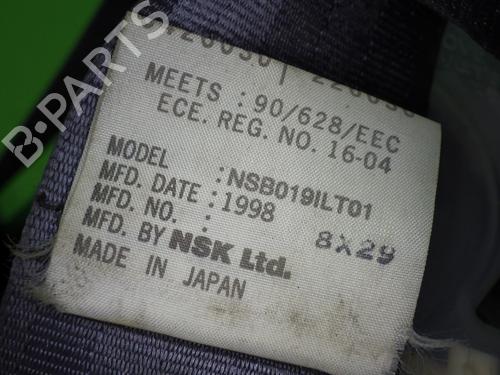 MEETS : 90/628/EEC
ECE. REG. NO. 16-04
MODEL : NSB019ILT01
MFD. DATE : 1998
MFD. NO. : 8X29
MFD. BY NSK Ltd.
MADE IN JAPAN
B-PARTS